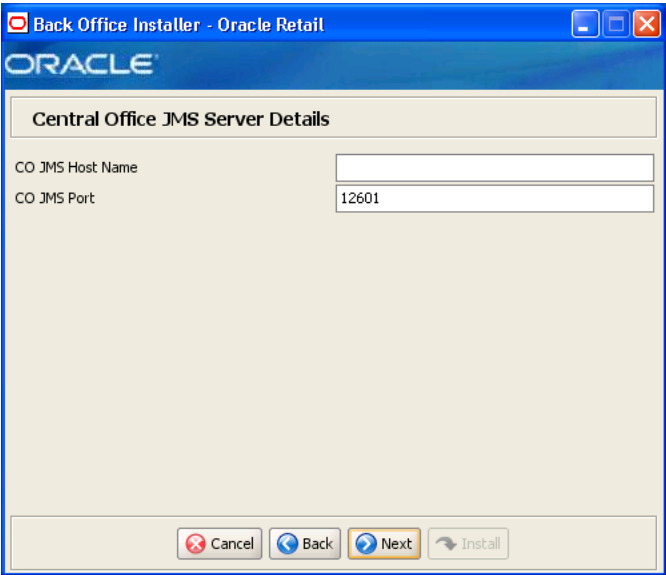 Back Office Installer - Oracle Retail
ORACLE
Central Office JMS Server Details
CO JMS Host Name
CO JMS Port 12601
Cancel Back Next Install